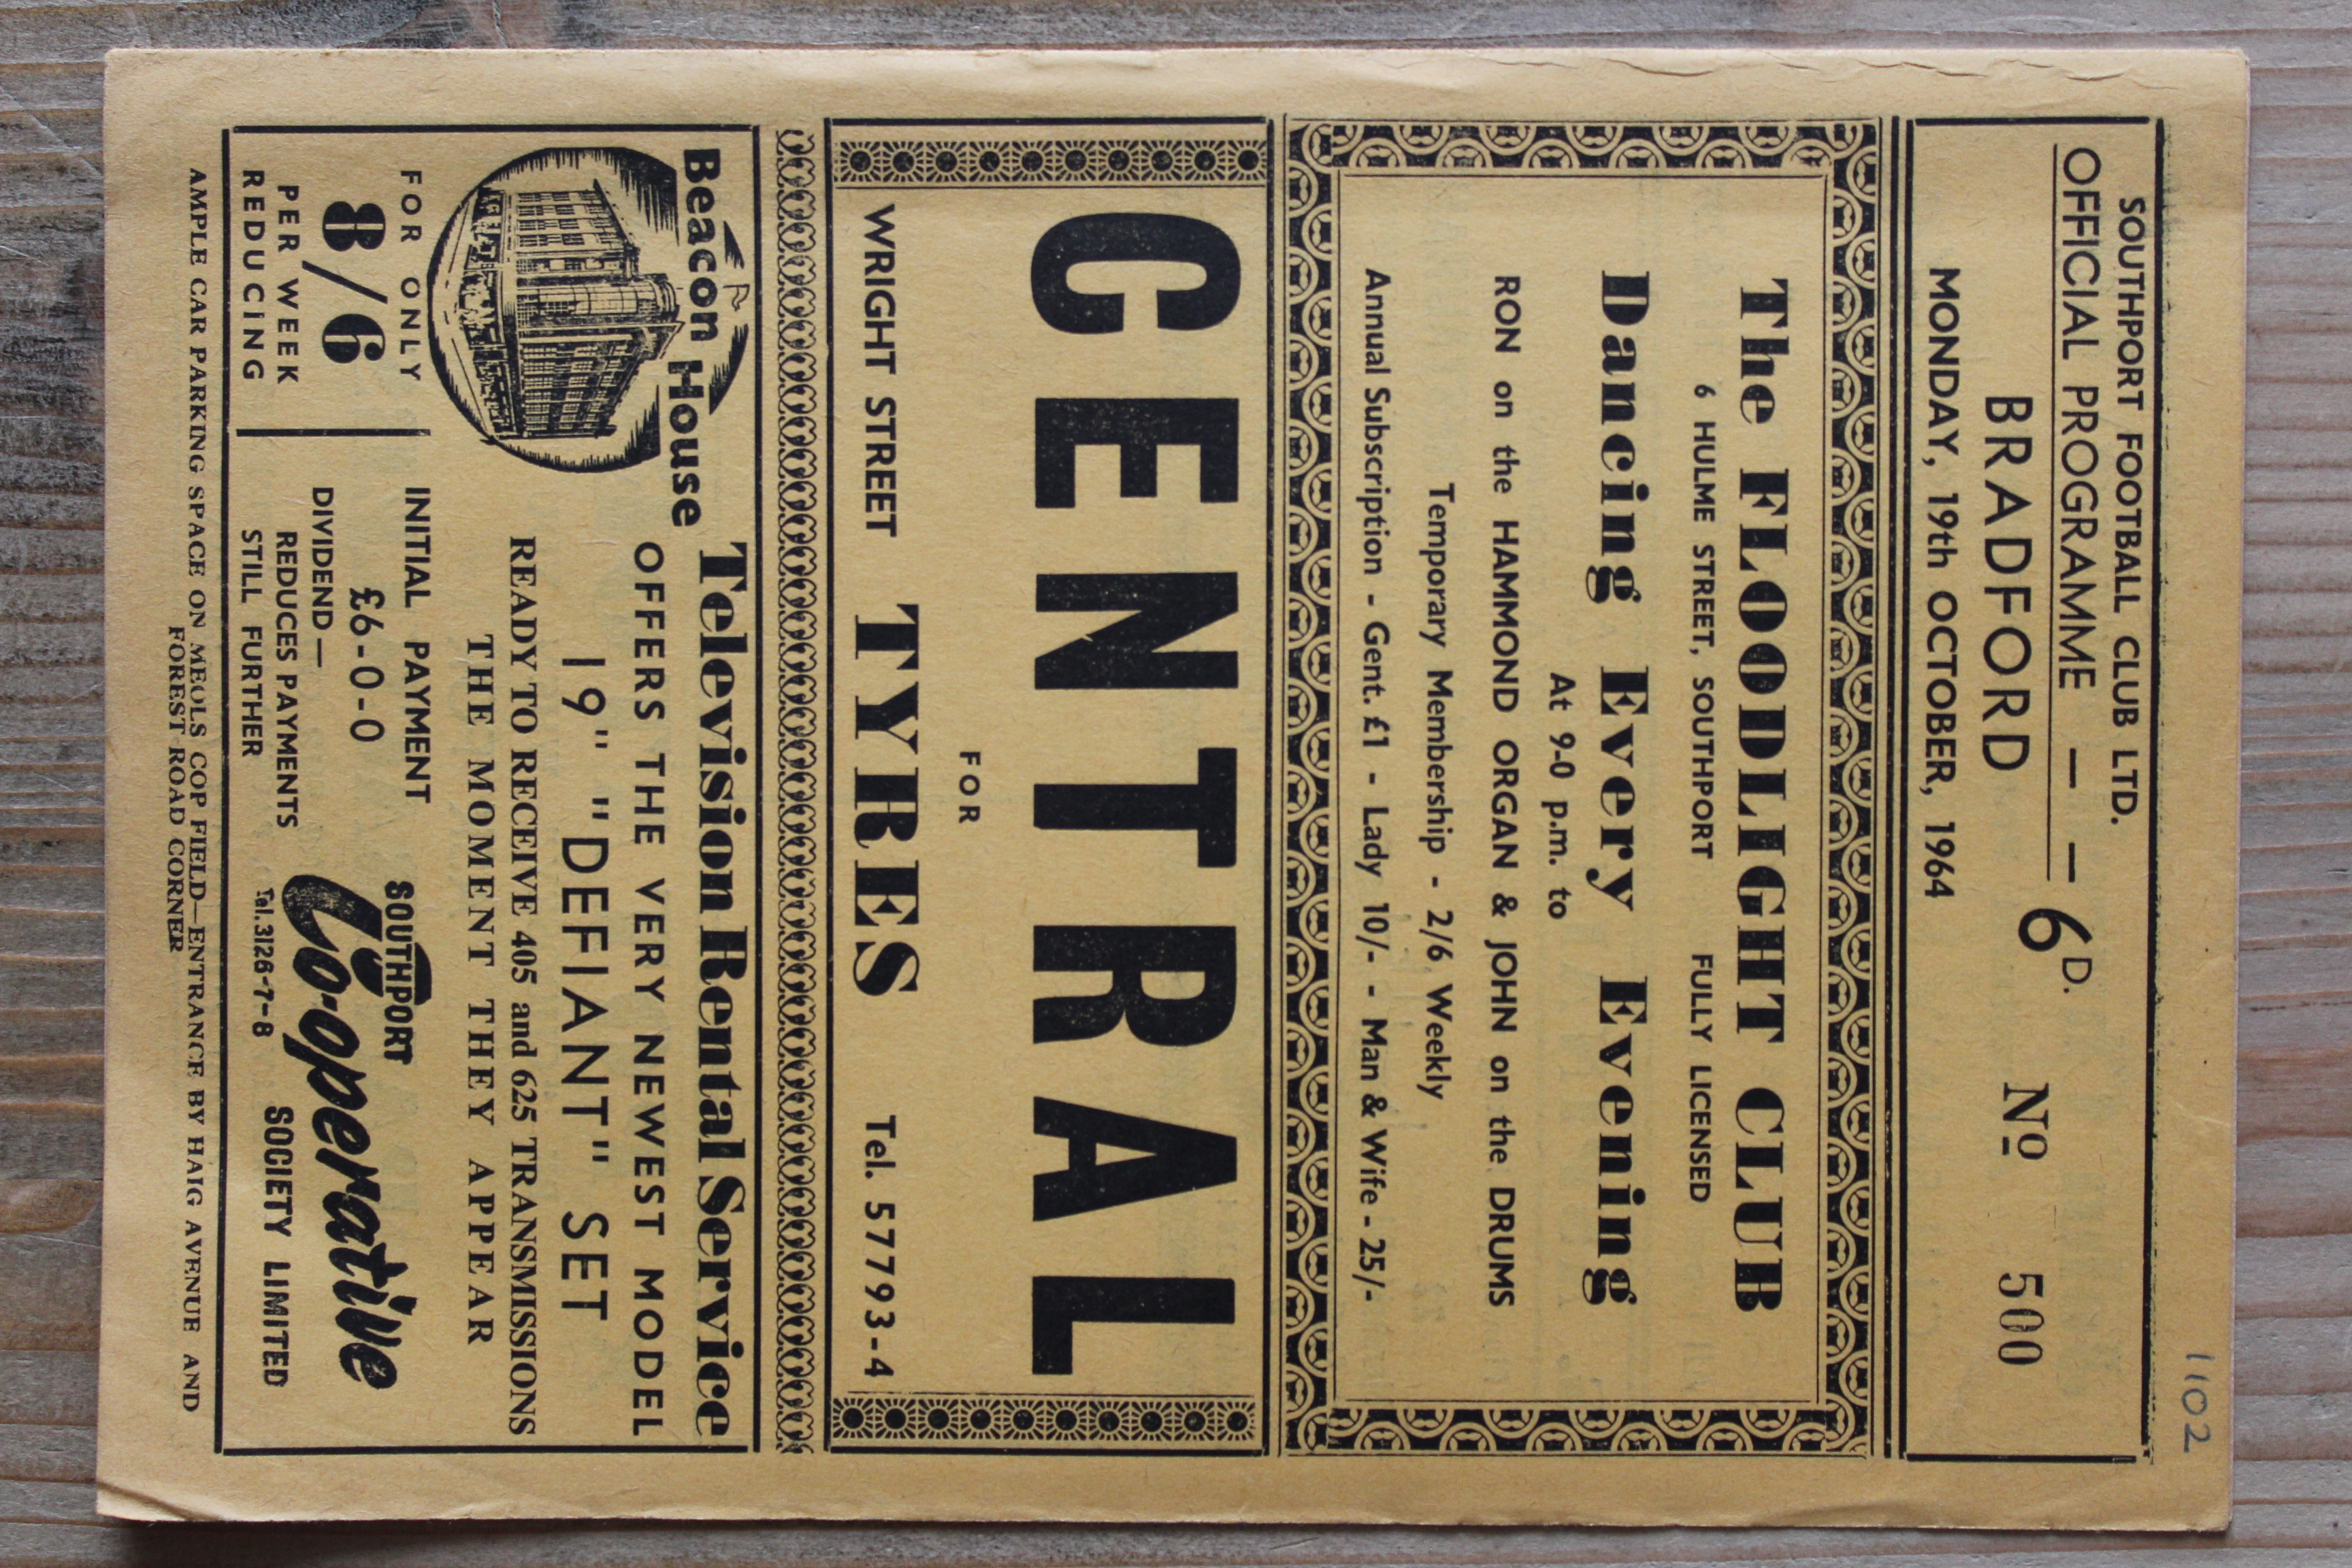 1102
SOUTHPORT FOOTBALL CLUB LTD.
OFFICIAL PROGRAMME — — 6D. No 500
BRADFORD
MONDAY, 19th OCTOBER, 1964
The FLOODLIGHT CLUB
6 HULME STREET, SOUTHPORT FULLY LICENSED
Dancing Every Evening
At 9-0 p.m. to
RON on the HAMMOND ORGAN & JOHN on the DRUMS
Temporary Membership - 2/6 Weekly
Annual Subscription - Gent. £1 - Lady 10/- - Man & Wife - 25/-
CENTRAL
FOR
WRIGHT STREET TYRES Tel. 57793-4
Beacon House
Television Rental Service
OFFERS THE VERY NEWEST MODEL
19" "DEFIANT" SET
READY TO RECEIVE 405 and 625 TRANSMISSIONS
THE MOMENT THEY APPEAR
FOR ONLY
8/6
PER WEEK
REDUCING
INITIAL PAYMENT
£6-0-0
DIVIDEND—
REDUCES PAYMENTS
STILL FURTHER
SOUTHPORT
Co-operative
SOCIETY LIMITED
Tel.3126-7-8
AMPLE CAR PARKING SPACE ON MEOLS COP FIELD—ENTRANCE BY HAIG AVENUE AND
FOREST ROAD CORNER